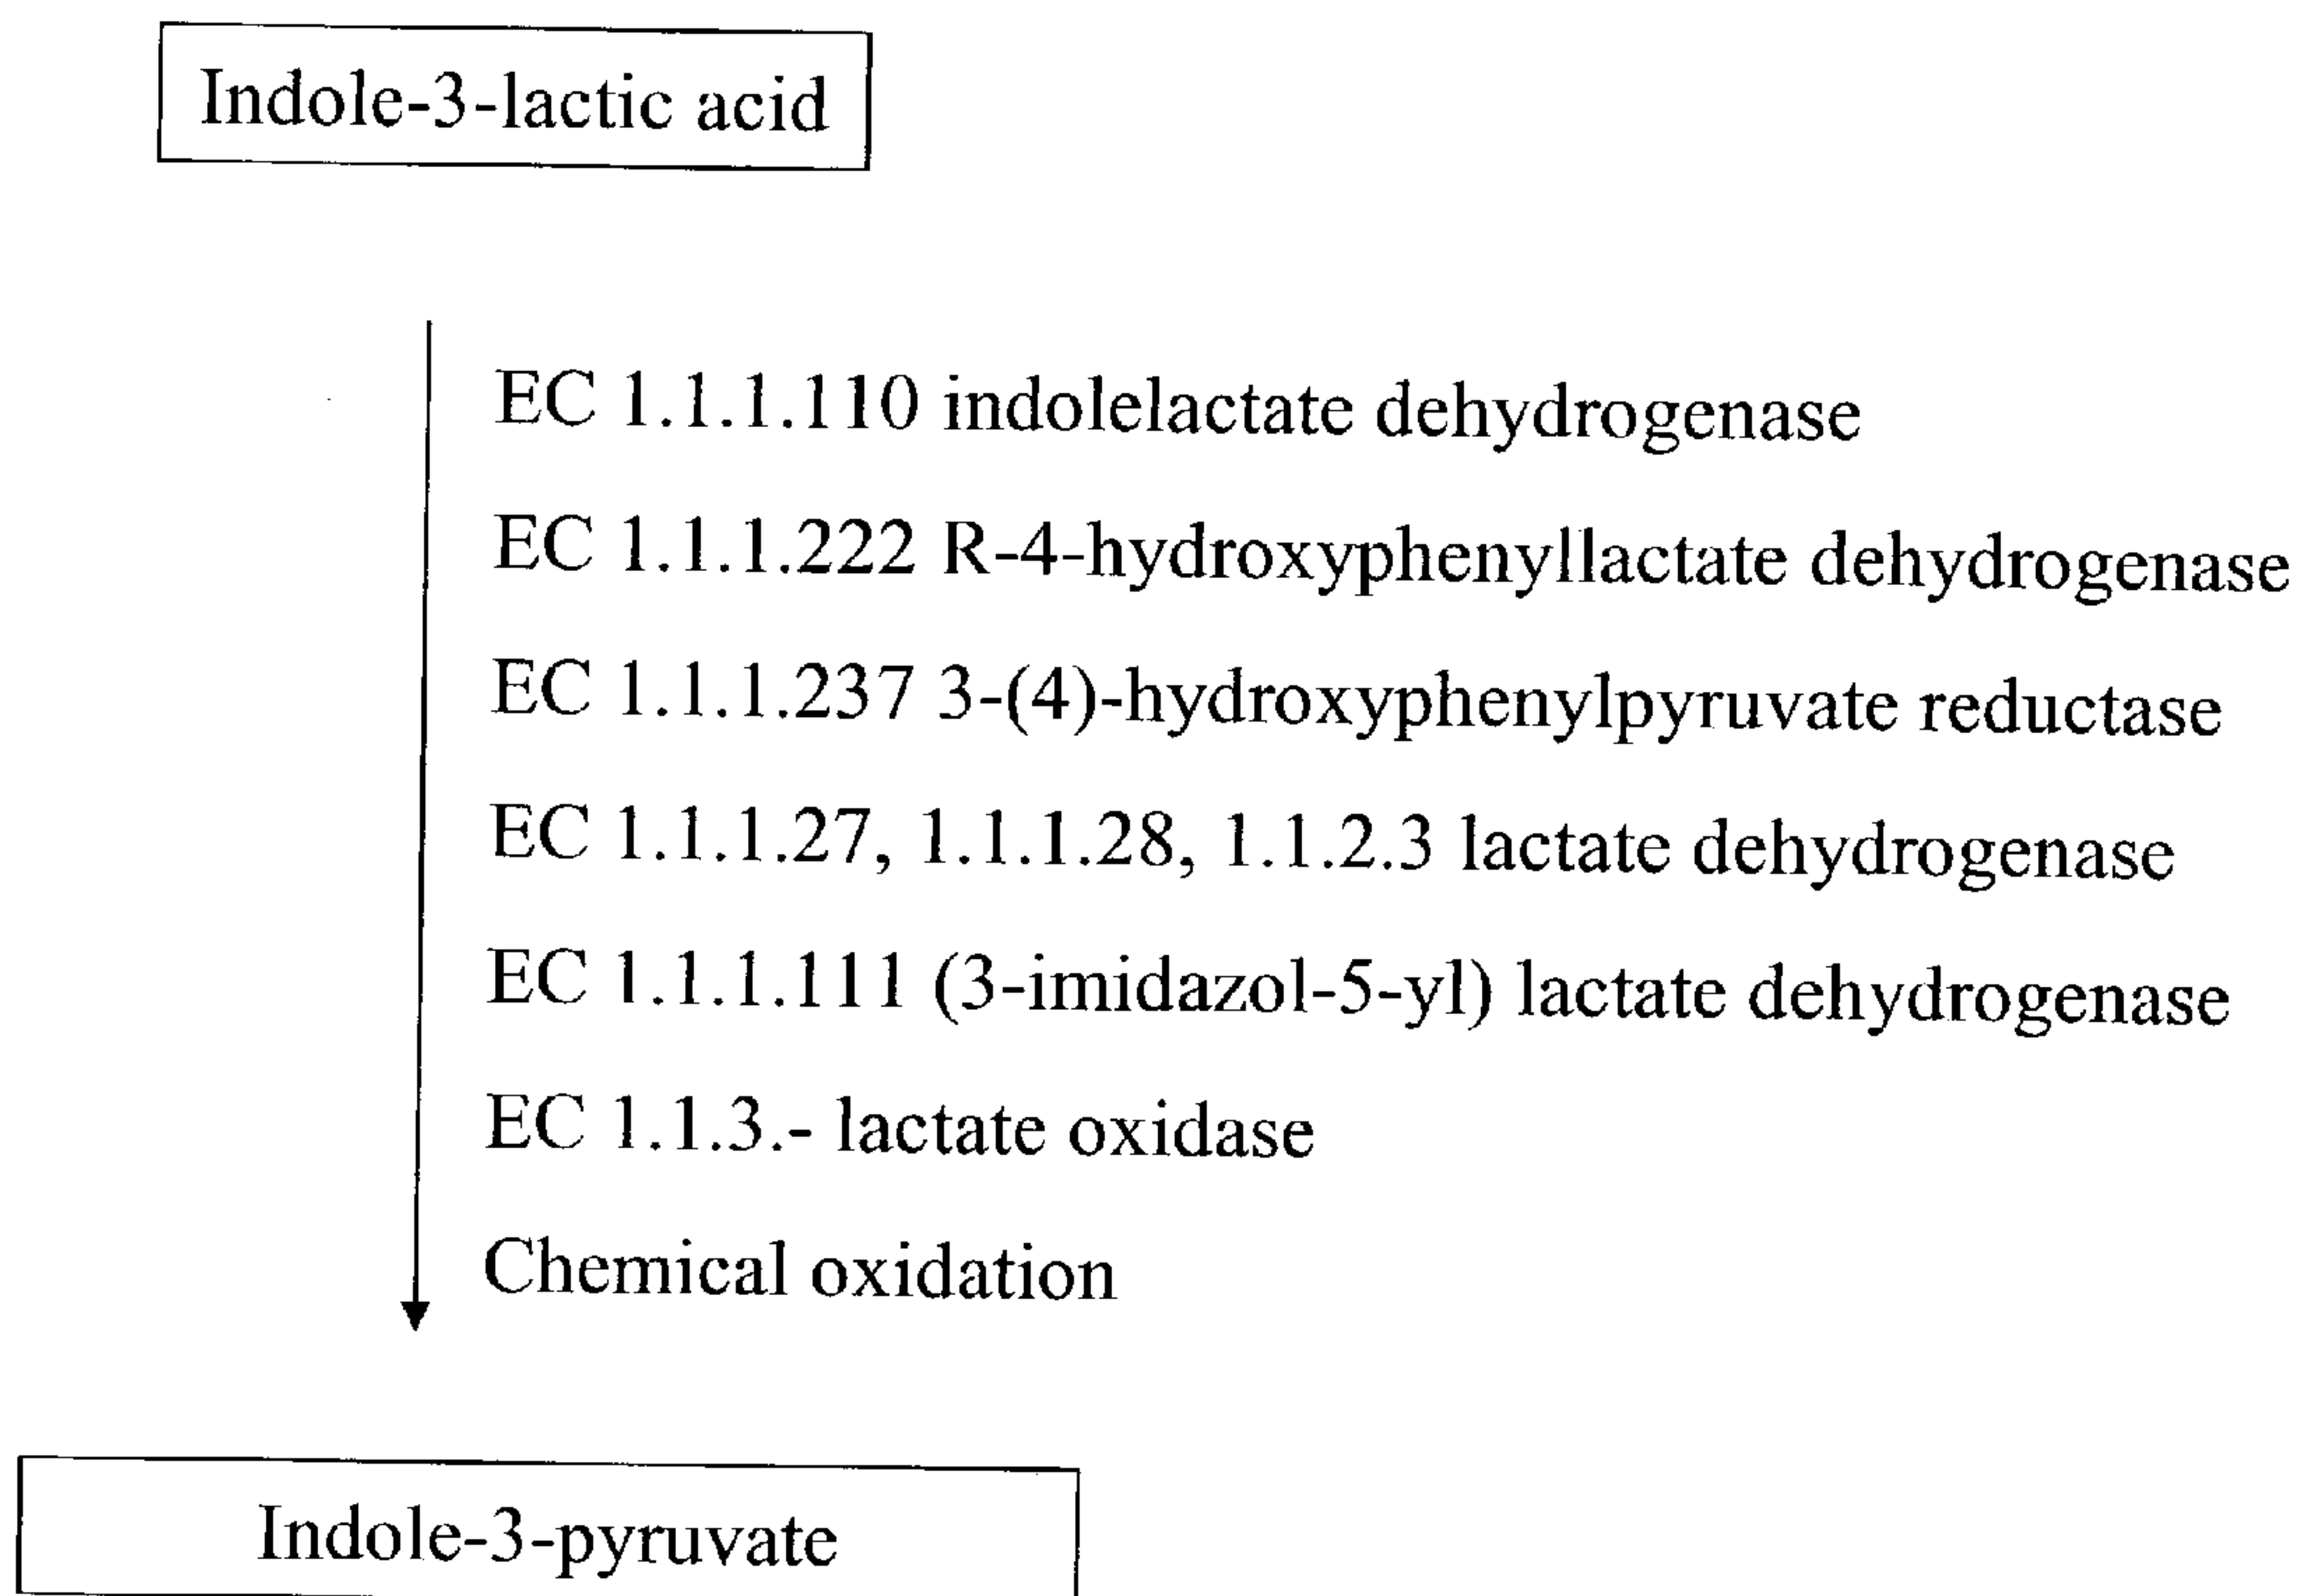 Indole-3-lactic acid
EC 1.1.1.110 indolelactate dehydrogenase
EC 1.1.1.222 R-4-hydroxyphenyllactate dehydrogenase
EC 1.1.1.237 3-(4)-hydroxyphenylpyruvate reductase
EC 1.1.1.27, 1.1.1.28, 1.1.2.3 lactate dehydrogenase
EC 1.1.1.111 (3-imidazol-5-yl) lactate dehydrogenase
EC 1.1.3.- lactate oxidase
Chemical oxidation
Indole-3-pyruvate